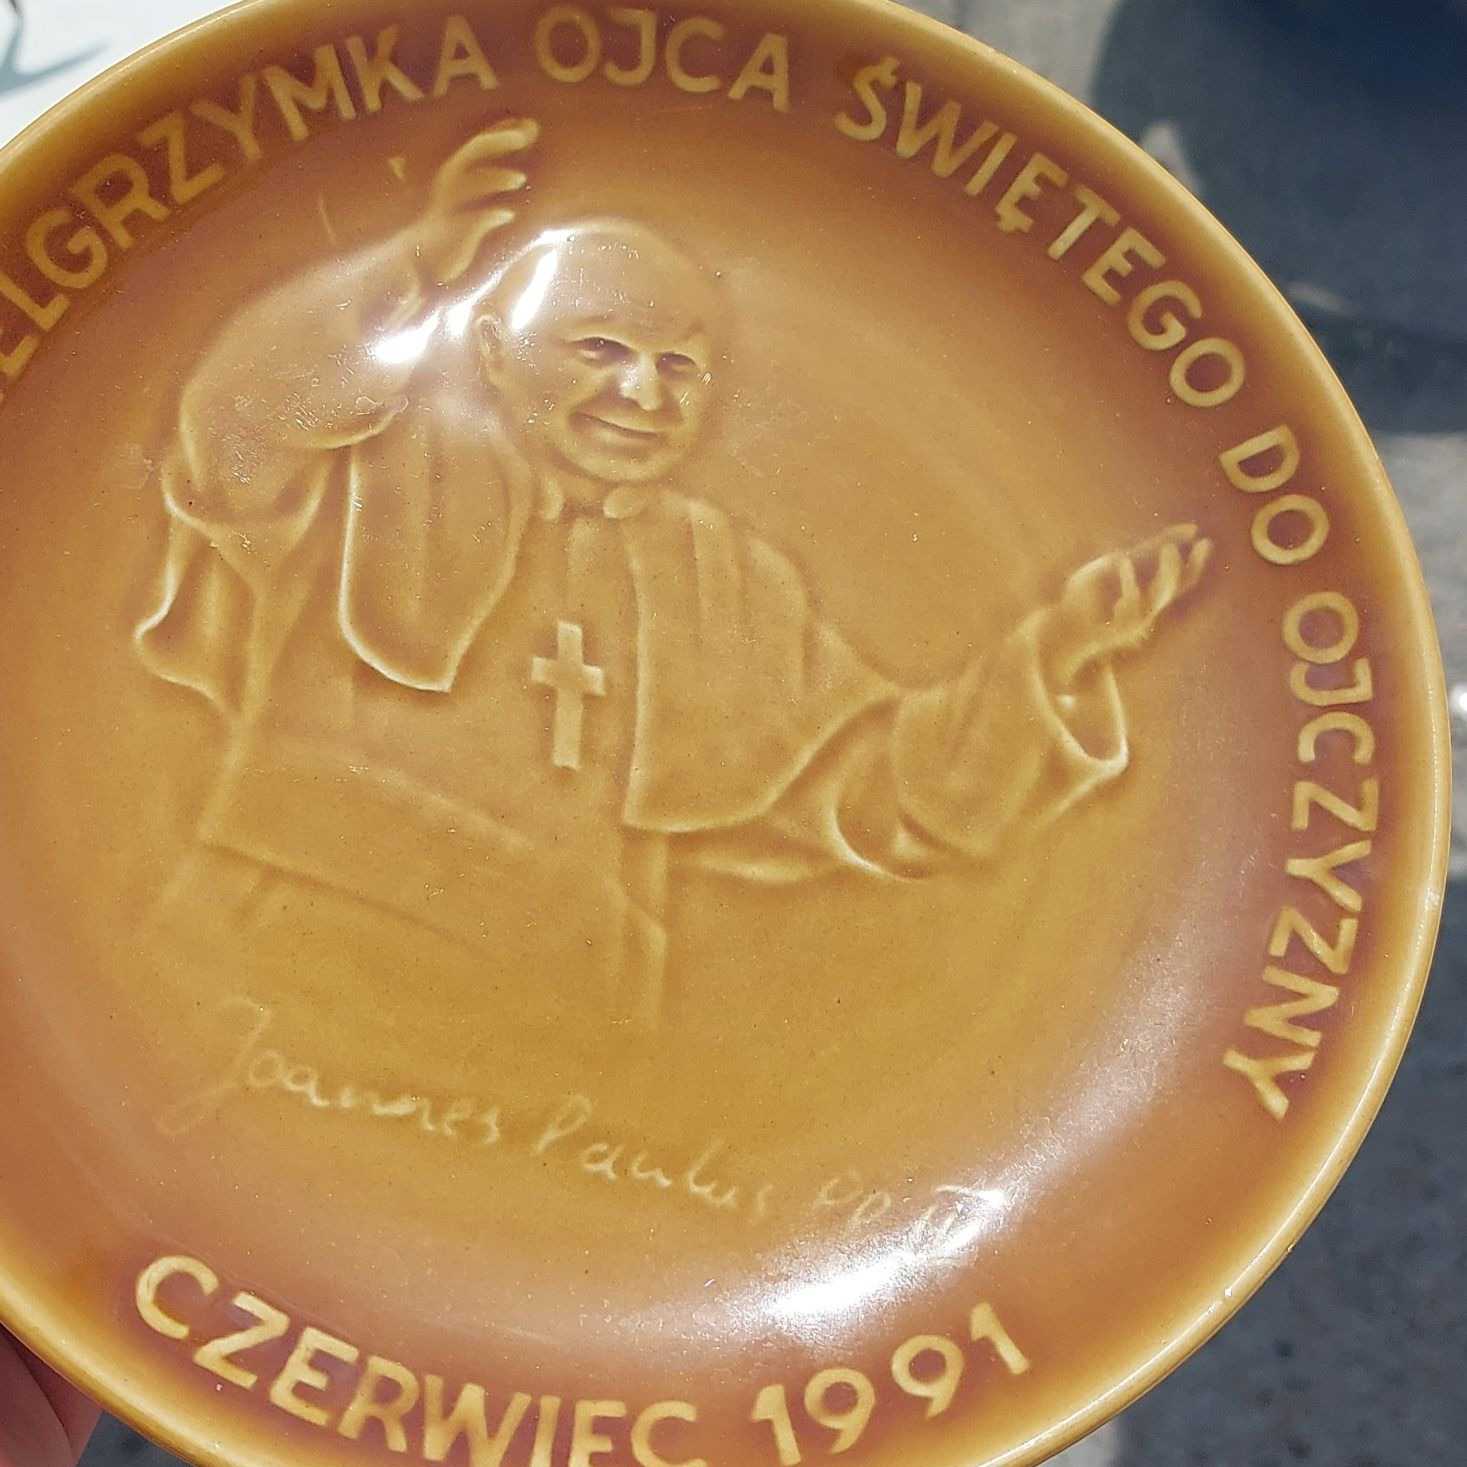 ELGRZYMKA OJCA ŚWIĘTEGO DO OJCZYZNY
Joannes Paulus PP. II
CZERWIEC 1991